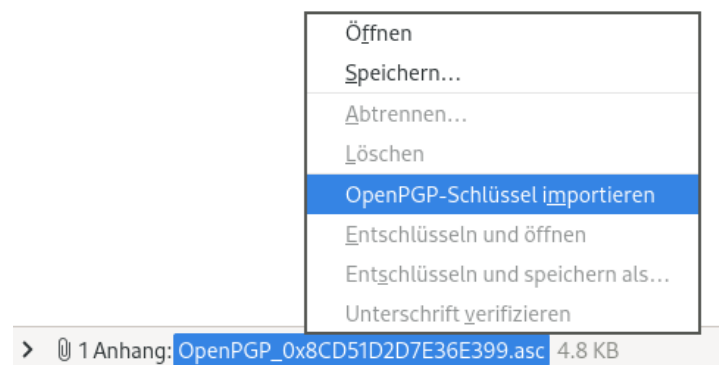 Öffnen
Speichern…
Abtrennen…
Löschen
OpenPGP-Schlüssel importieren
Entschlüsseln und öffnen
Entschlüsseln und speichern als…
Unterschrift verifizieren
1 Anhang: OpenPGP_0x8CD51D2D7E36E399.asc 4.8 KB